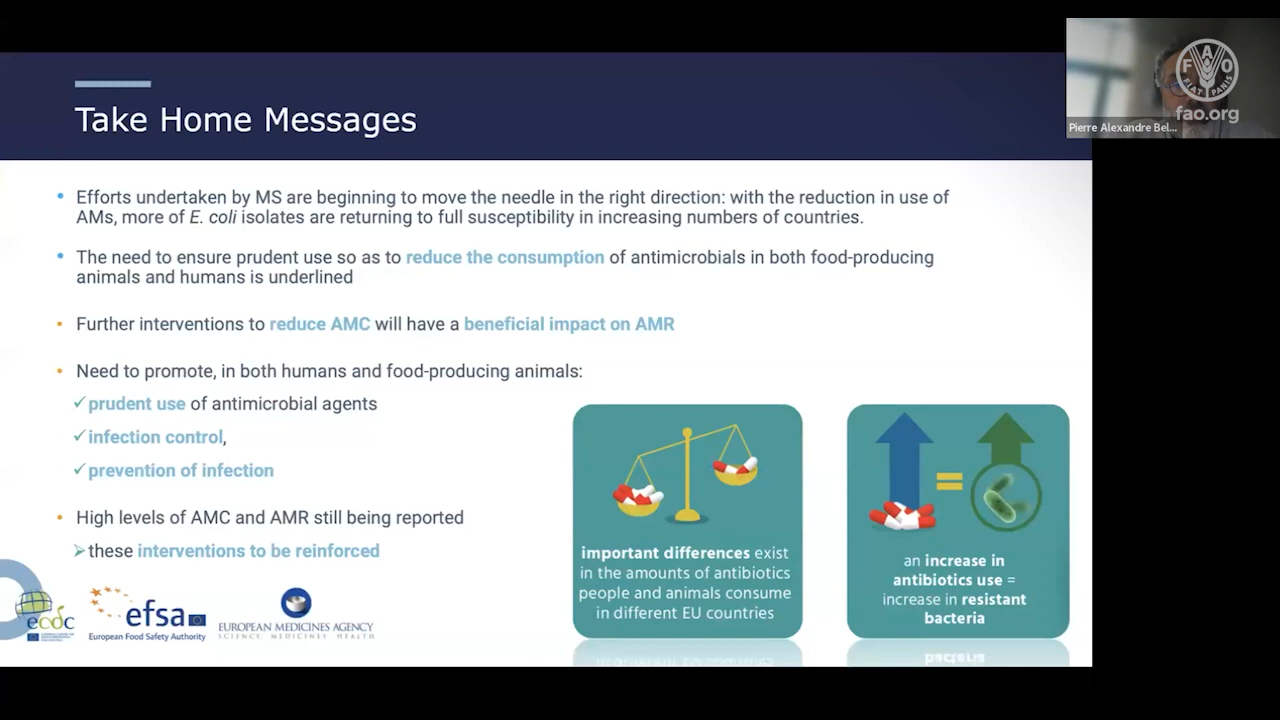 Take Home Messages
Efforts undertaken by MS are beginning to move the needle in the right direction: with the reduction in use of
AMs, more of E. coli isolates are returning to full susceptibility in increasing numbers of countries.
The need to ensure prudent use so as to reduce the consumption of antimicrobials in both food-producing
animals and humans is underlined
Further interventions to reduce AMC will have a beneficial impact on AMR
Need to promote, in both humans and food-producing animals:
prudent use of antimicrobial agents
infection control,
prevention of infection
High levels of AMC and AMR still being reported
these interventions to be reinforced
important differences exist
in the amounts of antibiotics
people and animals consume
in different EU countries
an increase in
antibiotics use =
increase in resistant
bacteria
ecdc
efsa
European Food Safety Authority
EUROPEAN MEDICINES AGENCY
SCIENCE MEDICINES HEALTH
FAO
FIAT PANIS
fao.org
Pierre Alexandre Bel...